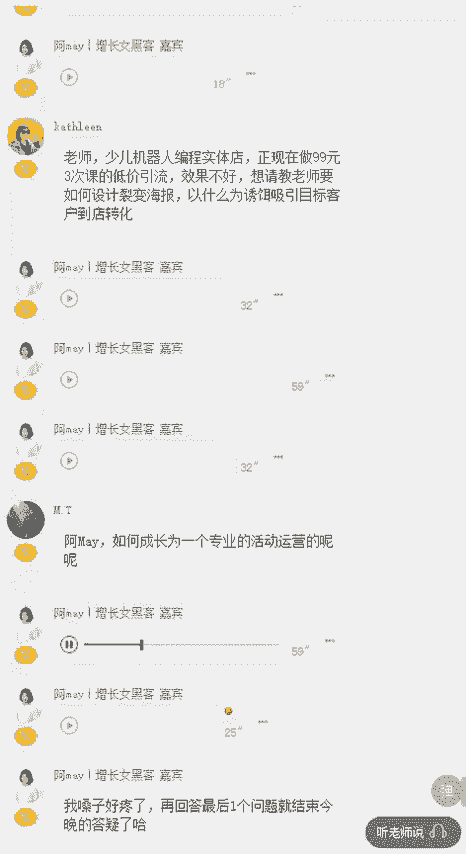 阿may丨增长女黑客 嘉宾
18"
kathleen
老师，少儿机器人编程实体店，正现在做99元
3次课的低价引流，效果不好，想请教老师要
如何设计裂变海报，以什么为诱饵吸引目标客
户到店转化
阿may丨增长女黑客 嘉宾
32"
阿may丨增长女黑客 嘉宾
59"
阿may丨增长女黑客 嘉宾
32"
M.T
阿May，如何成长为一个专业的活动运营的呢
呢
阿may丨增长女黑客 嘉宾
59"
阿may丨增长女黑客 嘉宾
25"
阿may丨增长女黑客 嘉宾
我嗓子好疼了，再回答最后1个问题就结束今
晚的答疑了哈
听老师说